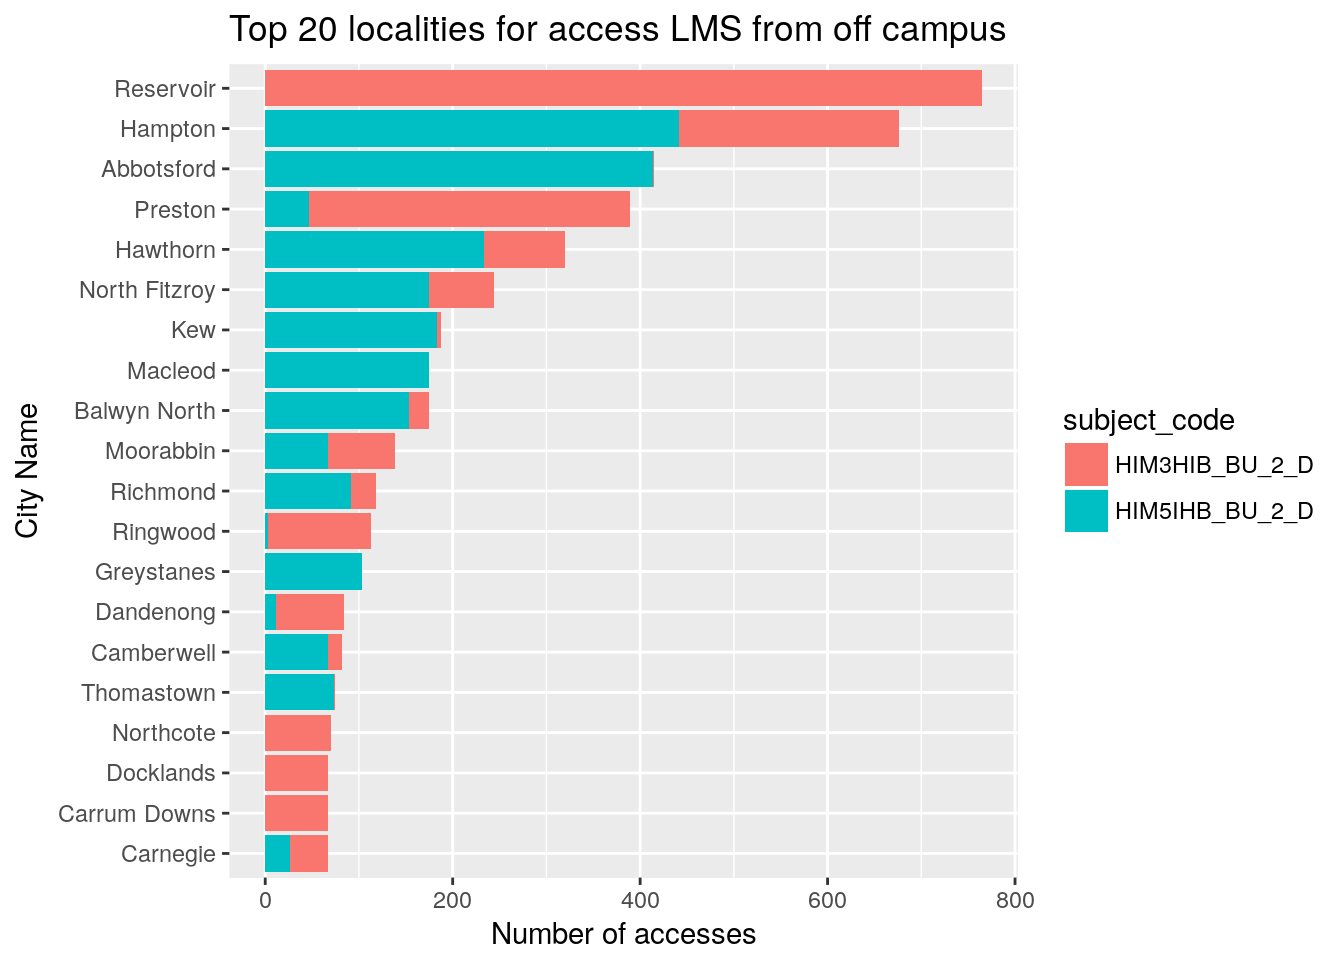 Top 20 localities for access LMS from off campus
Reservoir
Hampton
Abbotsford
Preston
Hawthorn
North Fitzroy
Kew
Macleod
Balwyn North
Moorabbin
Richmond
Ringwood
Greystanes
Dandenong
Camberwell
Thomastown
Northcote
Docklands
Carrum Downs
Carnegie
City Name
0 200 400 600 800
Number of accesses
subject_code
HIM3HIB_BU_2_D
HIM5IHB_BU_2_D